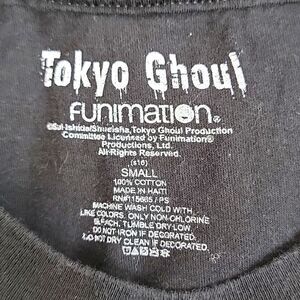 Tokyo Ghoul
FUNIMATION®
©Sui Ishida/Shueisha, Tokyo Ghoul Production
Committee Licensed by Funimation®
Productions, Ltd.
All Rights Reserved.
(s16)
SMALL
100% COTTON
MADE IN HAITI
RN#115665 / PS
MACHINE WASH COLD WITH
LIKE COLORS. ONLY NON-CHLORINE
BLEACH. TUMBLE DRY LOW.
DO NOT IRON IF DECORATED.
DO NOT DRY CLEAN IF DECORATED.